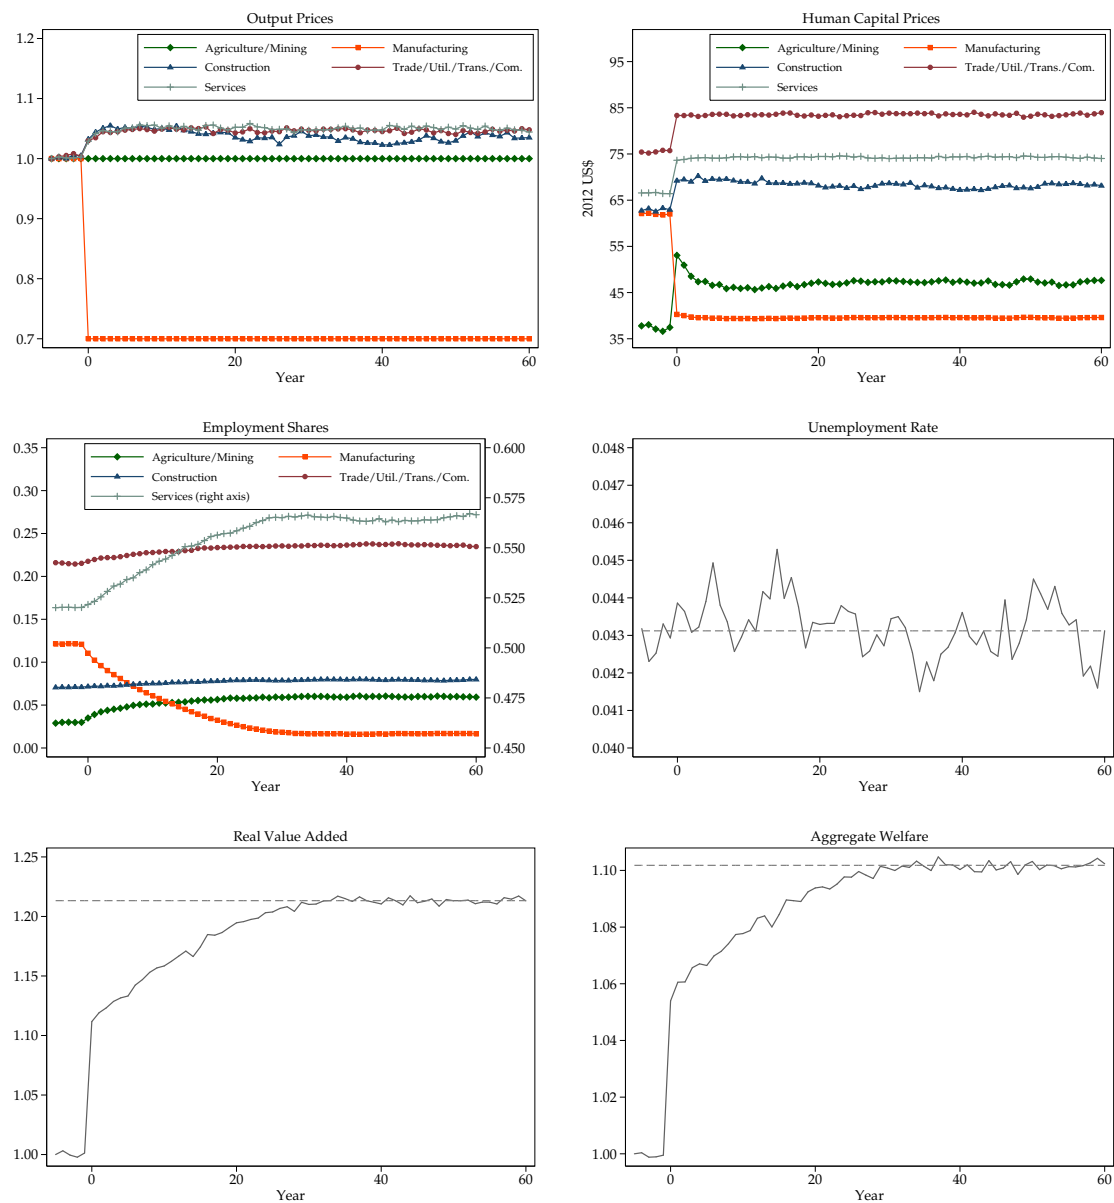 Output Prices
1.2
1.1
1.0
0.9
0.8
0.7
Agriculture/Mining
Manufacturing
Construction
Trade/Util./Trans./Com.
Services
0
20
40
60
Year
Human Capital Prices
2012 US$
95
85
75
65
55
45
35
Agriculture/Mining
Manufacturing
Construction
Trade/Util./Trans./Com.
Services
0
20
40
60
Year
Employment Shares
0.35
0.30
0.25
0.20
0.15
0.10
0.05
0.00
Agriculture/Mining
Manufacturing
Construction
Trade/Util./Trans./Com.
Services (right axis)
0.600
0.575
0.550
0.525
0.500
0.475
0.450
0
20
40
60
Year
Unemployment Rate
0.048
0.047
0.046
0.045
0.044
0.043
0.042
0.041
0.040
0
20
40
60
Year
Real Value Added
1.25
1.20
1.15
1.10
1.05
1.00
0
20
40
60
Year
Aggregate Welfare
1.10
1.08
1.06
1.04
1.02
1.00
0
20
40
60
Year